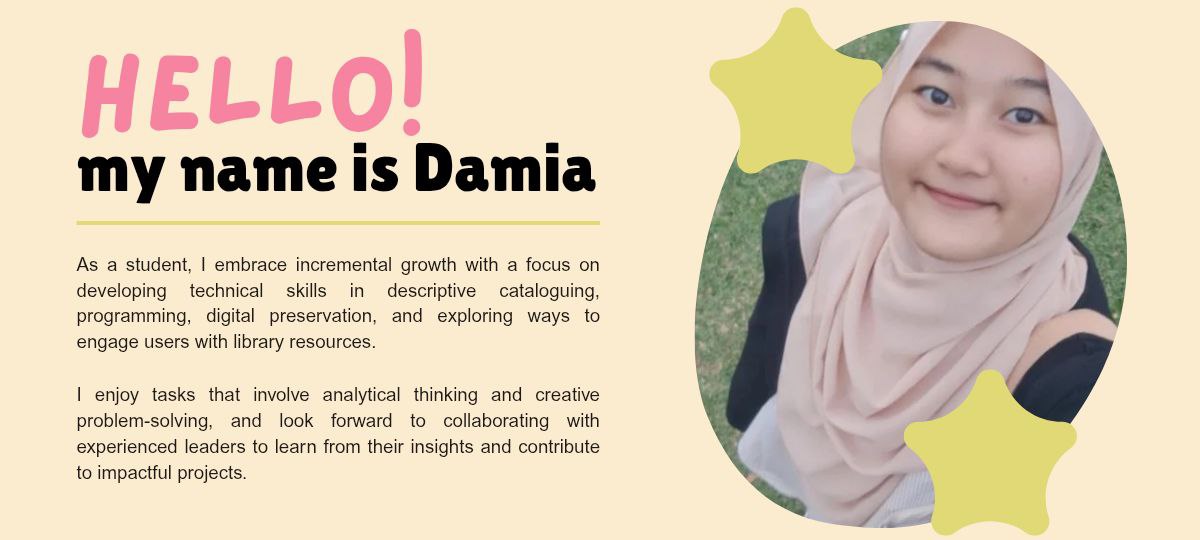 HELLO!
my name is Damia
As a student, I embrace incremental growth with a focus on
developing technical skills in descriptive cataloguing,
programming, digital preservation, and exploring ways to
engage users with library resources.
I enjoy tasks that involve analytical thinking and creative
problem-solving, and look forward to collaborating with
experienced leaders to learn from their insights and contribute
to impactful projects.